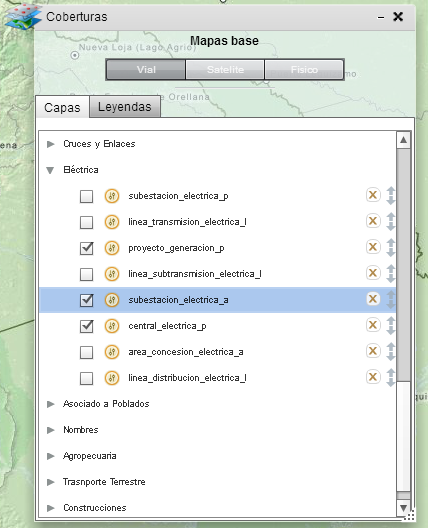 Coberturas
Nueva Loja (Lago Agrio)
Mapas base
Vial
Satelite
Físico
Orellana
Capas
Leyendas
Cruces y Enlaces
Eléctrica
subestacion_electrica_p
linea_transmision_electrica_l
proyecto_generacion_p
linea_subtransmision_electrica_l
subestacion_electrica_a
central_electrica_p
area_concesion_electrica_a
linea_distribucion_electrica_l
Asociado a Poblados
Nombres
Agropecuaria
Trasnporte Terrestre
Construcciones